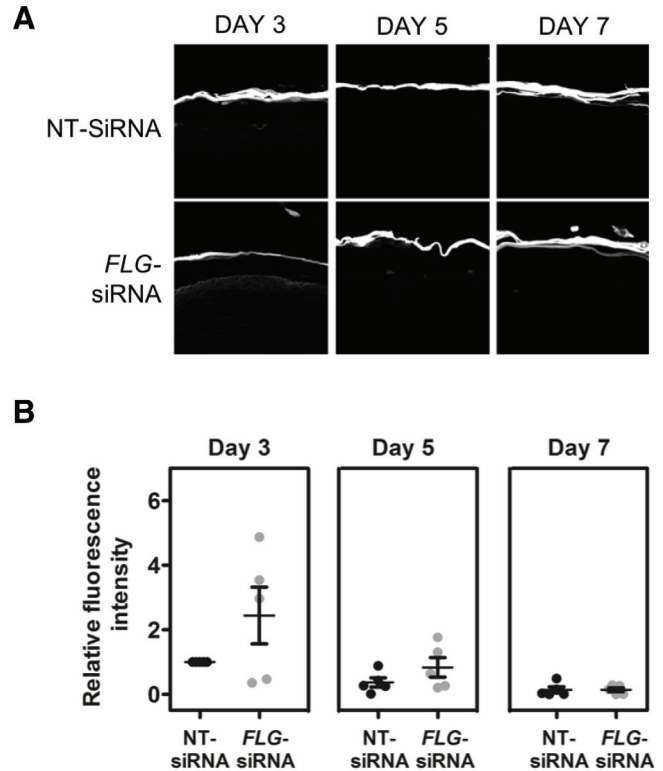 A
DAY 3 DAY 5 DAY 7
NT-SiRNA
FLG-
siRNA
B
Day 3 Day 5 Day 7
Relative fluorescence
intensity
6
4
2
0
NT-
siRNA
FLG-
siRNA
NT-
siRNA
FLG-
siRNA
NT-
siRNA
FLG-
siRNA